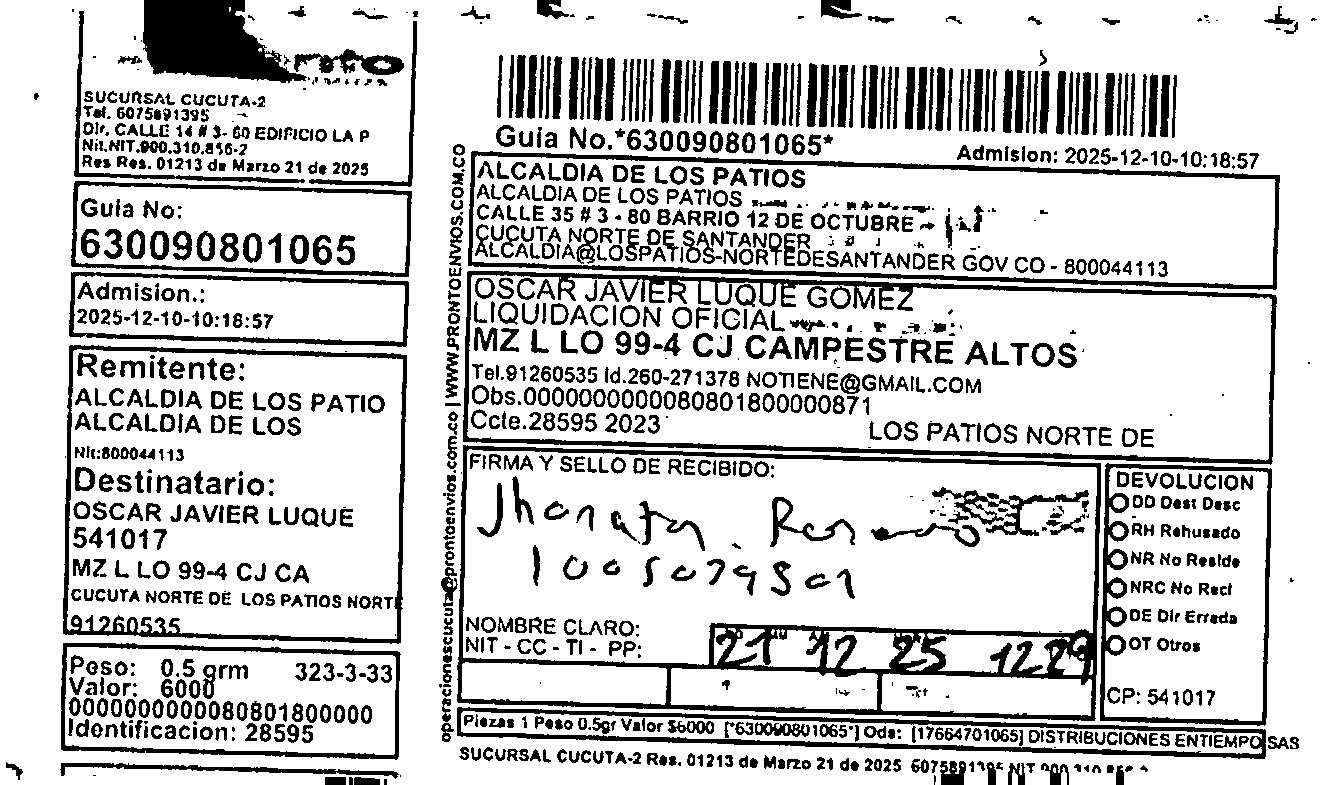 SUCURSAL CUCUTA-2
Tel. 6075891395
Dir. CALLE 14 # 3- 60 EDIFICIO LA P
Nit.NIT.900.310.856-2
Res Res. 01213 de Marzo 21 de 2025
Guia No:
630090801065
Admision.:
2025-12-10-10:18:57
Remitente:
ALCALDIA DE LOS PATIO
ALCALDIA DE LOS
Nit:800044113
Destinatario:
OSCAR JAVIER LUQUE
541017
MZ L LO 99-4 CJ CA
CUCUTA NORTE DE LOS PATIOS NORTE
91260535
Peso: 0.5 grm 323-3-33
Valor: 6000
0000000000080801800000
Identificacion: 28595
operacionescucuta@prontoenvios.com.co | WWW.PRONTOENVIOS.COM.CO
Guia No.*630090801065*
Admision: 2025-12-10-10:18:57
ALCALDIA DE LOS PATIOS
ALCALDIA DE LOS PATIOS
CALLE 35 # 3 - 80 BARRIO 12 DE OCTUBRE -
CUCUTA NORTE DE SANTANDER
ALCALDIA@LOSPATIOS-NORTEDESANTANDER GOV CO - 800044113
OSCAR JAVIER LUQUE GOMEZ
LIQUIDACION OFICIAL
MZ L LO 99-4 CJ CAMPESTRE ALTOS
Tel.91260535 Id.260-271378 NOTIENE@GMAIL.COM
Obs.0000000000080801800000871
Ccte.28595 2023
LOS PATIOS NORTE DE
FIRMA Y SELLO DE RECIBIDO:
NOMBRE CLARO:
NIT - CC - TI - PP:
21 12 25 1229
DEVOLUCION
DD Dest Desc
RH Rehusado
NR No Reside
NRC No Recl
DE Dir Errada
OT Otros
CP: 541017
Piezas 1 Peso 0.5gr Valor $6000 [*630090801065*] Ods: [17664701065] DISTRIBUCIONES ENTIEMPO SAS
SUCURSAL CUCUTA-2 Res. 01213 de Marzo 21 de 2025 6075891395 NIT